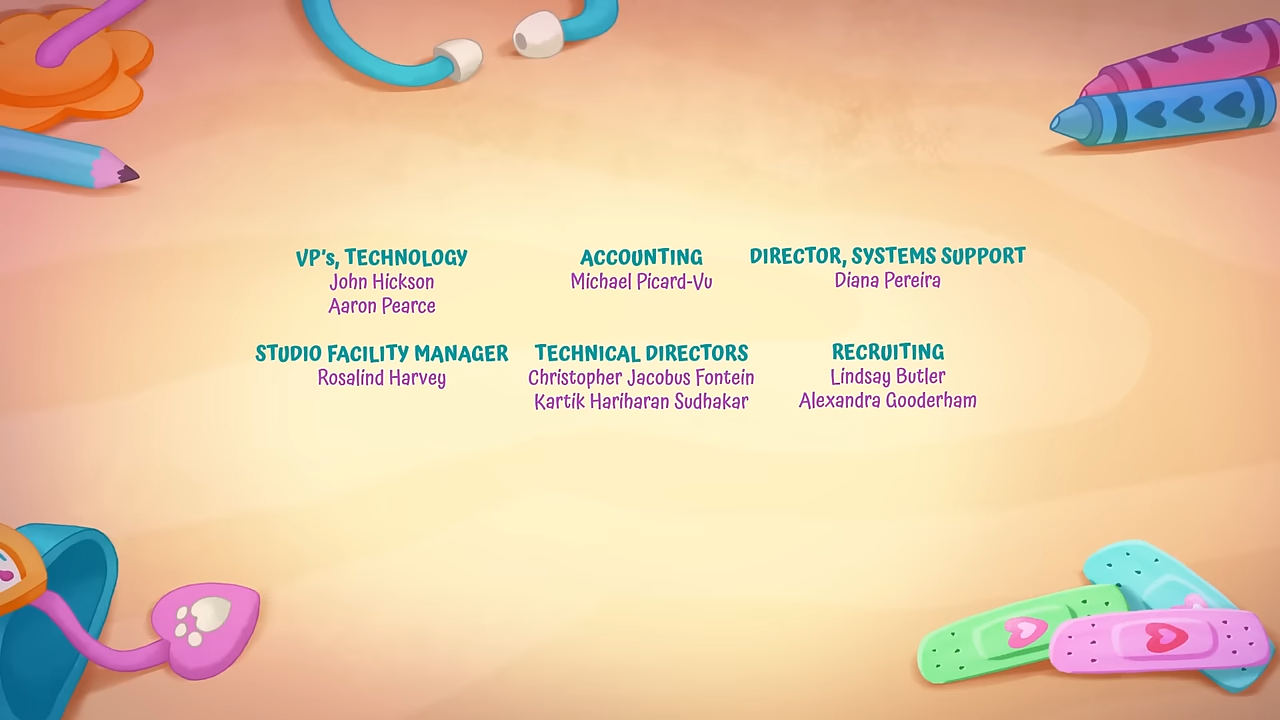 VP's, TECHNOLOGY
John Hickson
Aaron Pearce
ACCOUNTING
Michael Picard-Vu
DIRECTOR, SYSTEMS SUPPORT
Diana Pereira
STUDIO FACILITY MANAGER
Rosalind Harvey
TECHNICAL DIRECTORS
Christopher Jacobus Fontein
Kartik Hariharan Sudhakar
RECRUITING
Lindsay Butler
Alexandra Gooderham